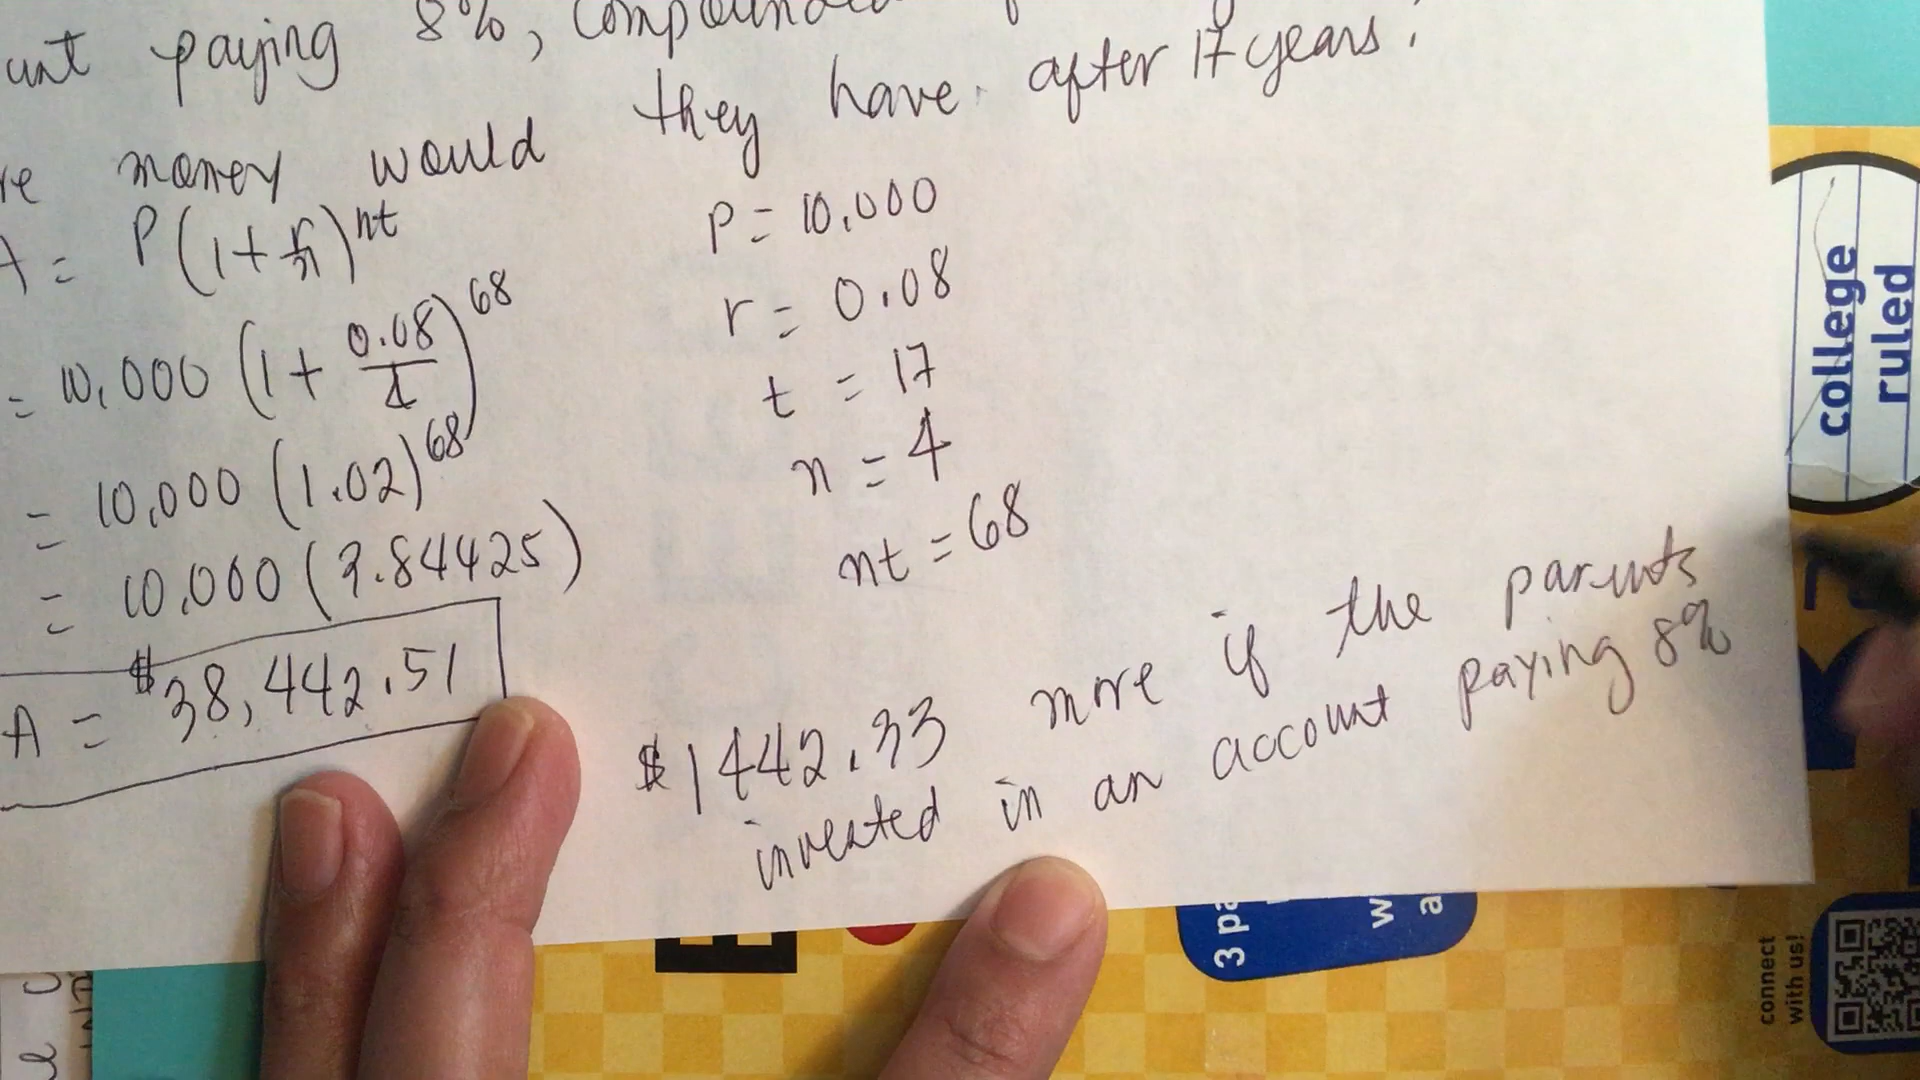 unt paying 8%, compounded
re money would they have after 17 years?
A = P(1+r/n)^nt
P = 10,000
= 10,000 (1 + 0.08/4)^68
r = 0.08
t = 17
= 10,000 (1.02)^68
n = 4
= 10,000 (3.84425)
nt = 68
A = $38,442.51
$1442.33 more if the parents
invested in an account paying 8%
college
ruled
3 pa
w
a
connect
with us!